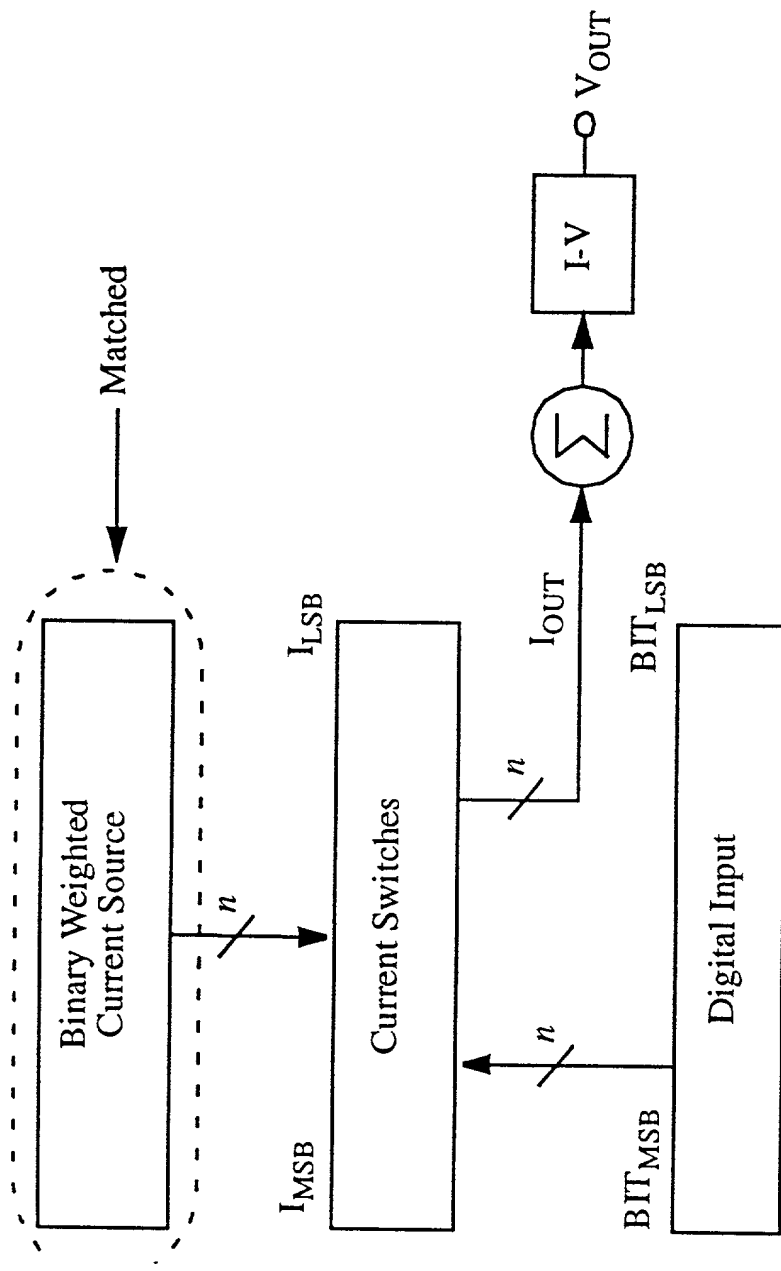 Binary Weighted
Current Source
Matched
n
I_MSB
I_LSB
Current Switches
n
n
I_OUT
Σ
I-V
V_OUT
BIT_MSB
BIT_LSB
Digital Input